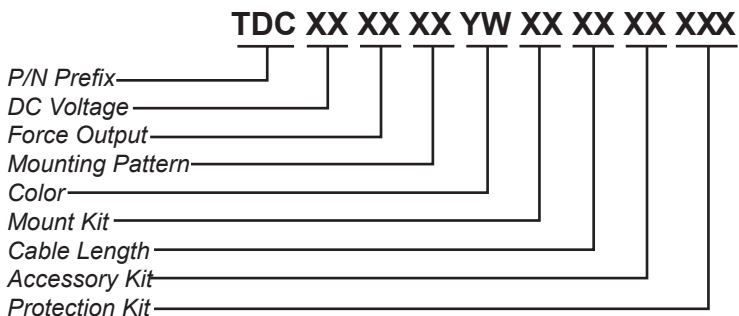 TDC XX XX XX YW XX XX XX XXX
P/N Prefix
DC Voltage
Force Output
Mounting Pattern
Color
Mount Kit
Cable Length
Accessory Kit
Protection Kit